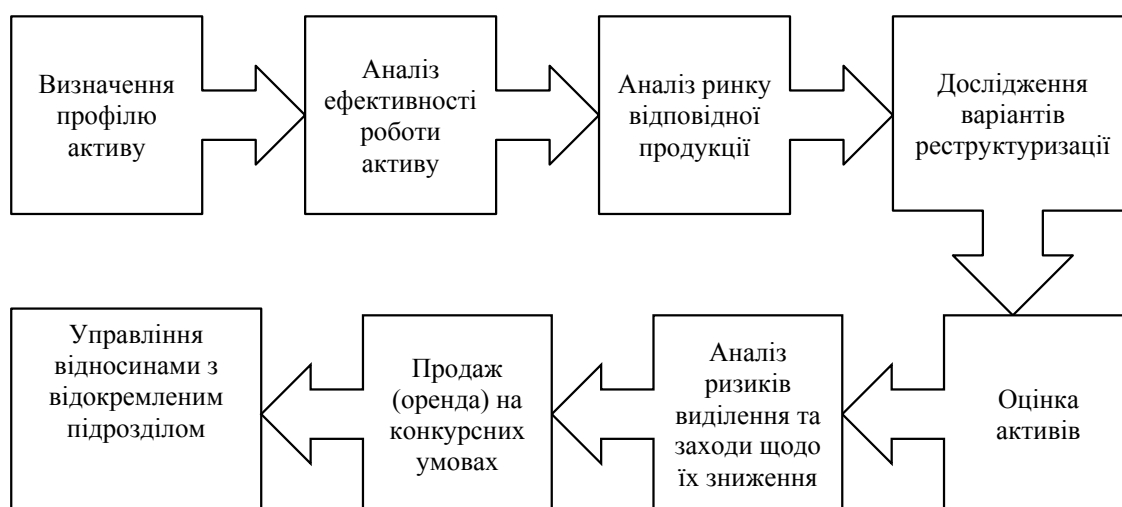 Визначення
профілю
активу
Аналіз
ефективності
роботи
активу
Аналіз ринку
відповідної
продукції
Дослідження
варіантів
реструктуризації
Оцінка
активів
Аналіз
ризиків
виділення та
заходи щодо
їх зниження
Продаж
(оренда) на
конкурсних
умовах
Управління
відносинами з
відокремленим
підрозділом